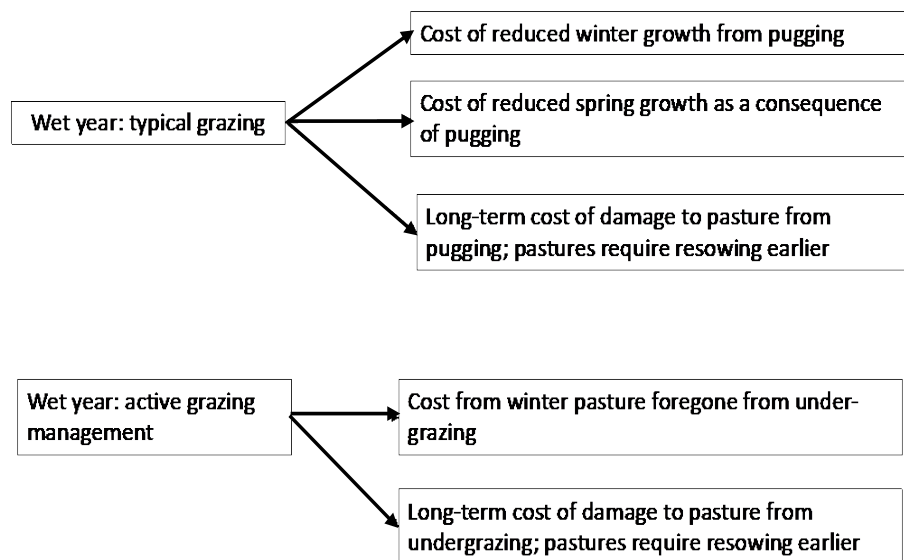 Cost of reduced winter growth from pugging
Wet year: typical grazing
Cost of reduced spring growth as a consequence
of pugging
Long-term cost of damage to pasture from
pugging; pastures require resowing earlier
Wet year: active grazing
management
Cost from winter pasture foregone from under-
grazing
Long-term cost of damage to pasture from
undergrazing; pastures require resowing earlier